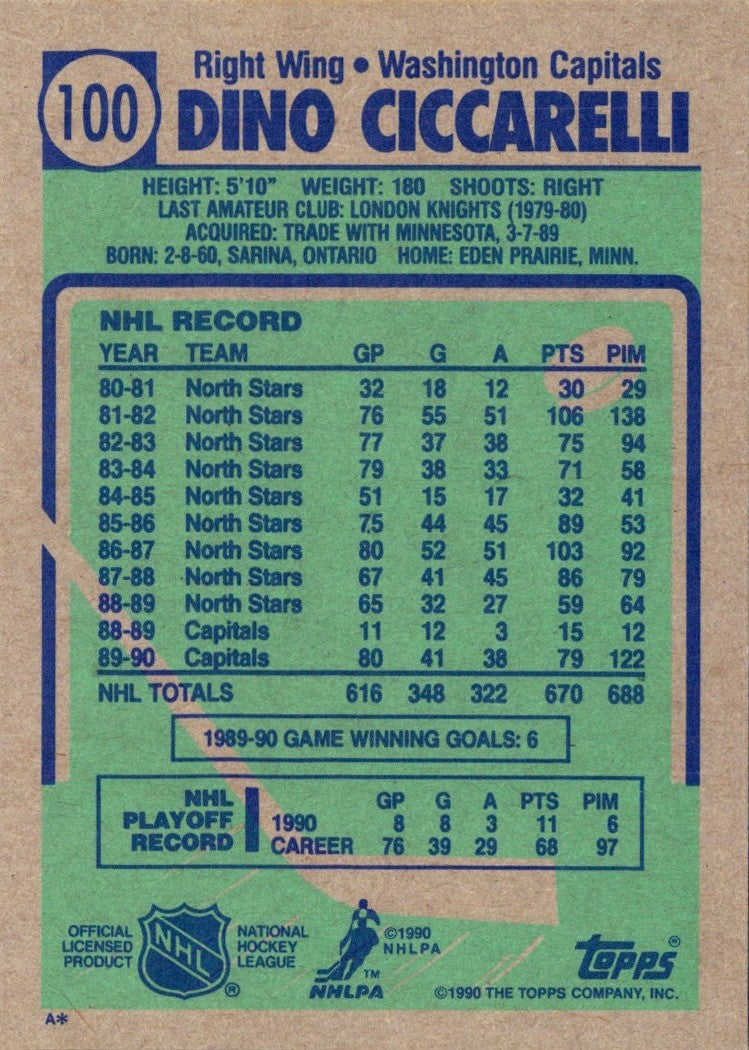 100
Right Wing • Washington Capitals
DINO CICCARELLI
HEIGHT: 5'10" WEIGHT: 180 SHOOTS: RIGHT
LAST AMATEUR CLUB: LONDON KNIGHTS (1979-80)
ACQUIRED: TRADE WITH MINNESOTA, 3-7-89
BORN: 2-8-60, SARINA, ONTARIO HOME: EDEN PRAIRIE, MINN.
NHL RECORD
YEAR TEAM GP G A PTS PIM
80-81 North Stars 32 18 12 30 29
81-82 North Stars 76 55 51 106 138
82-83 North Stars 77 37 38 75 94
83-84 North Stars 79 38 33 71 58
84-85 North Stars 51 15 17 32 41
85-86 North Stars 75 44 45 89 53
86-87 North Stars 80 52 51 103 92
87-88 North Stars 67 41 45 86 79
88-89 North Stars 65 32 27 59 64
88-89 Capitals 11 12 3 15 12
89-90 Capitals 80 41 38 79 122
NHL TOTALS 616 348 322 670 688
1989-90 GAME WINNING GOALS: 6
NHL PLAYOFF RECORD
GP G A PTS PIM
1990 8 8 3 11 6
CAREER 76 39 29 68 97
OFFICIAL
LICENSED
PRODUCT
NHL
®
NATIONAL
HOCKEY
LEAGUE
TM
NHLPA
©1990
NHLPA
Topps®
©1990 THE TOPPS COMPANY, INC.
A*